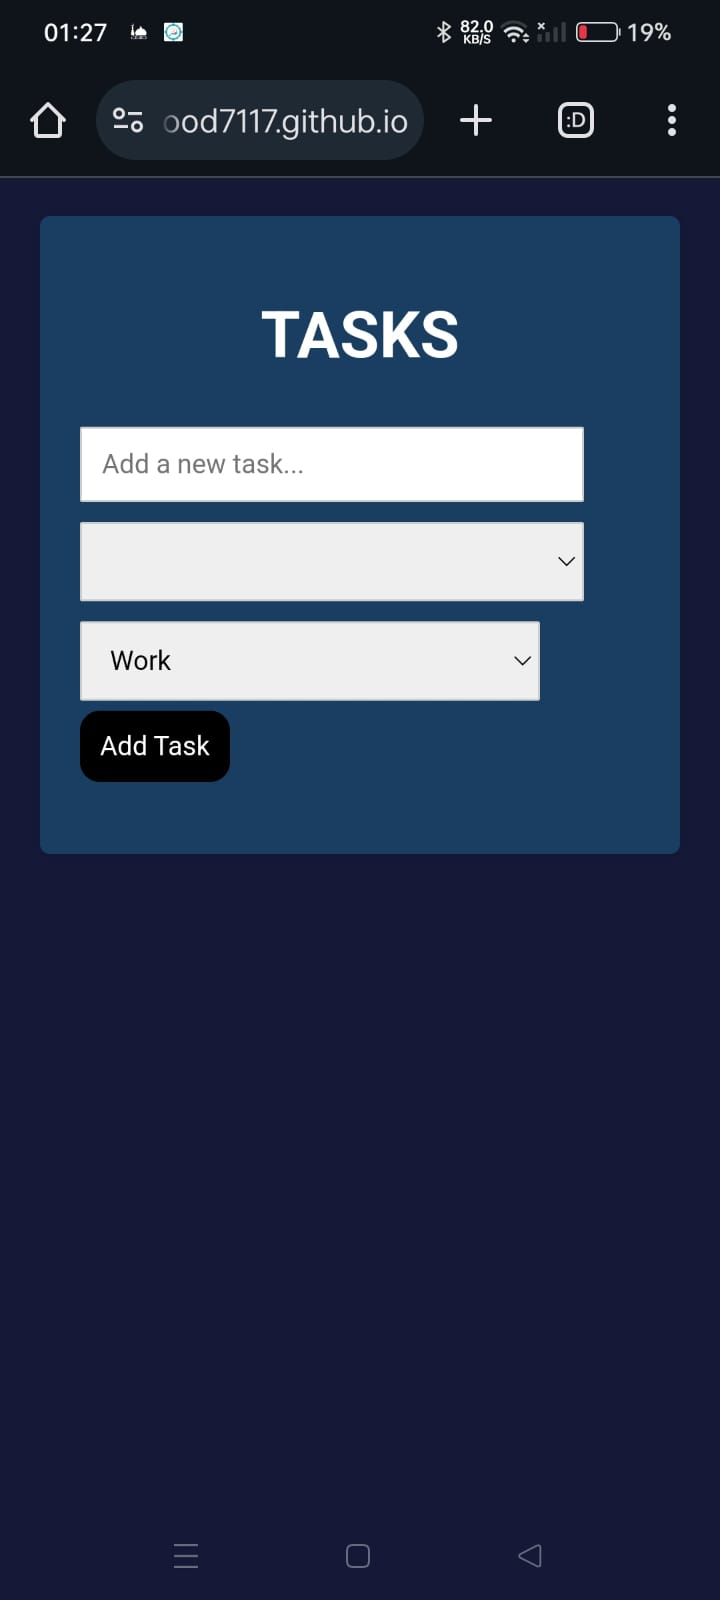 01:27
82.0
KB/S
19%
ood7117.github.io
:D
TASKS
Add a new task...
Work
Add Task